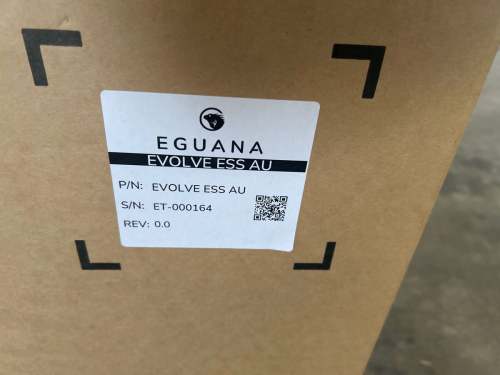 EGUANA
EVOLVE ESS AU
P/N: EVOLVE ESS AU
S/N: ET-000164
REV: 0.0